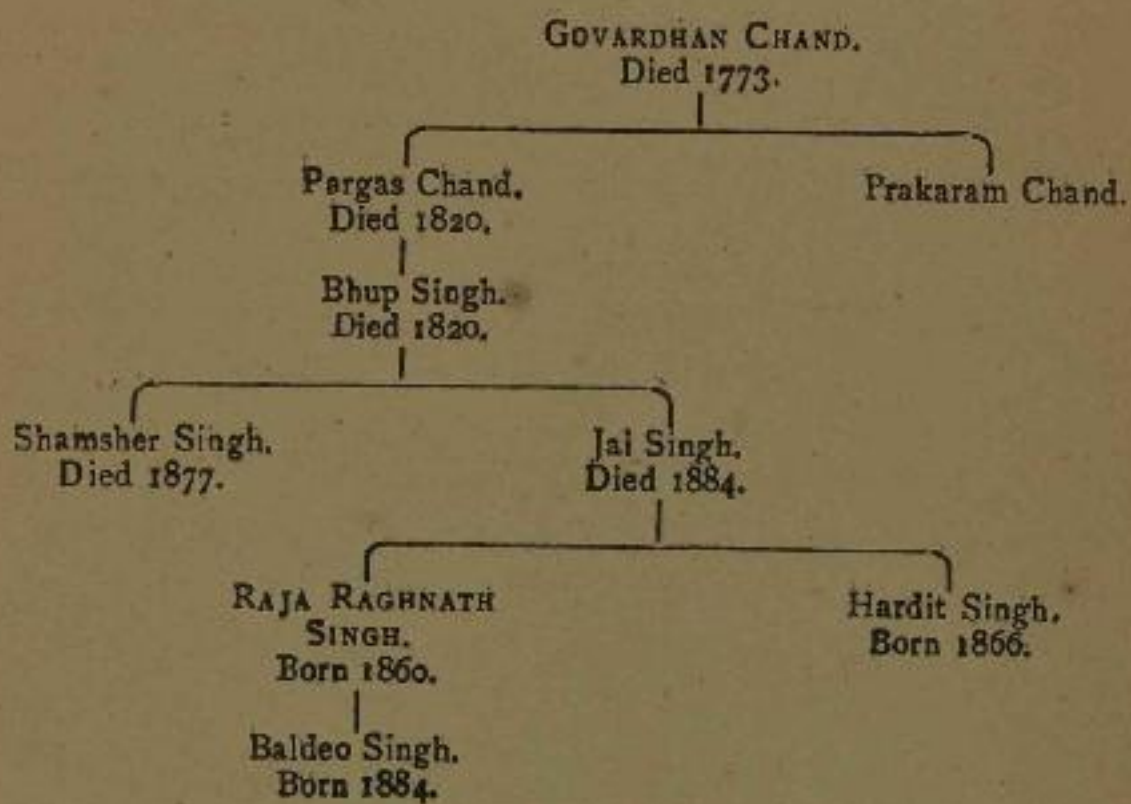 GOVARDHAN CHAND.
Died 1773.
Pargas Chand.
Died 1820.
Prakaram Chand.
Bhup Singh.
Died 1820.
Shamsher Singh.
Died 1877.
Jai Singh.
Died 1884.
RAJA RAGHNATH
SINGH.
Born 1860.
Hardit Singh.
Born 1866.
Baldeo Singh.
Born 1884.